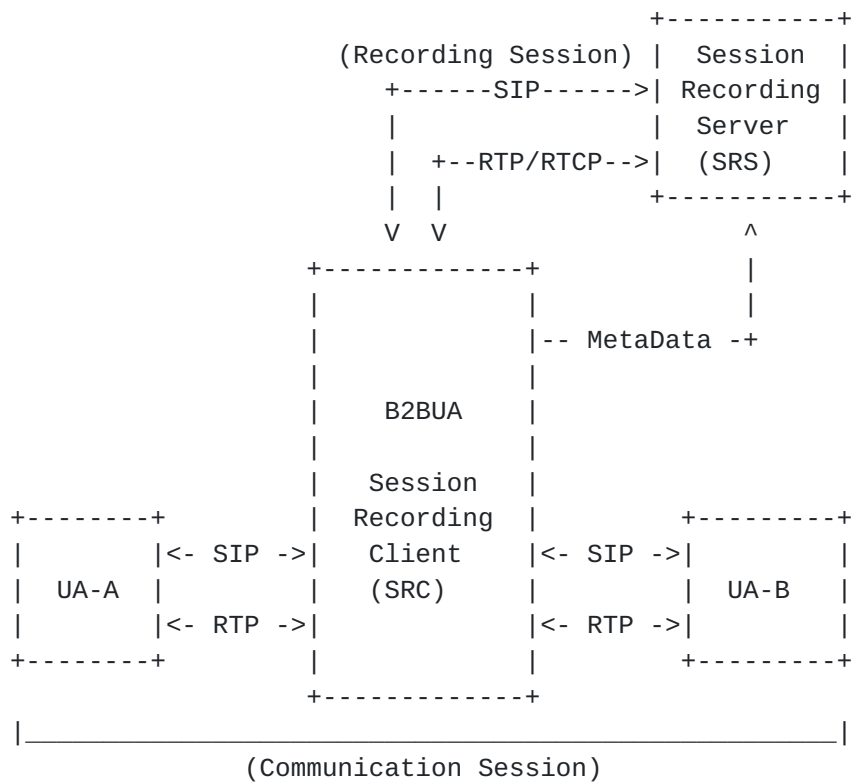 +-----------+
                     (Recording Session) |  Session  |
                        +------SIP------>| Recording |
                        |                |  Server   |
                        |  +--RTP/RTCP-->|  (SRS)    |
                        |  |             +-----------+
                        V  V                   ^
                   +-------------+             |
                   |             |             |
                   |             |-- MetaData -+
                   |             |
                   |    B2BUA    |
                   |             |
                   |   Session   |
+--------+         |  Recording  |         +---------+
|        |<- SIP ->|   Client    |<- SIP ->|         |
|  UA-A  |         |   (SRC)     |         |  UA-B   |
|        |<- RTP ->|             |<- RTP ->|         |
+--------+         |             |         +---------+
                   +-------------+
|____________________________________________________|
               (Communication Session)